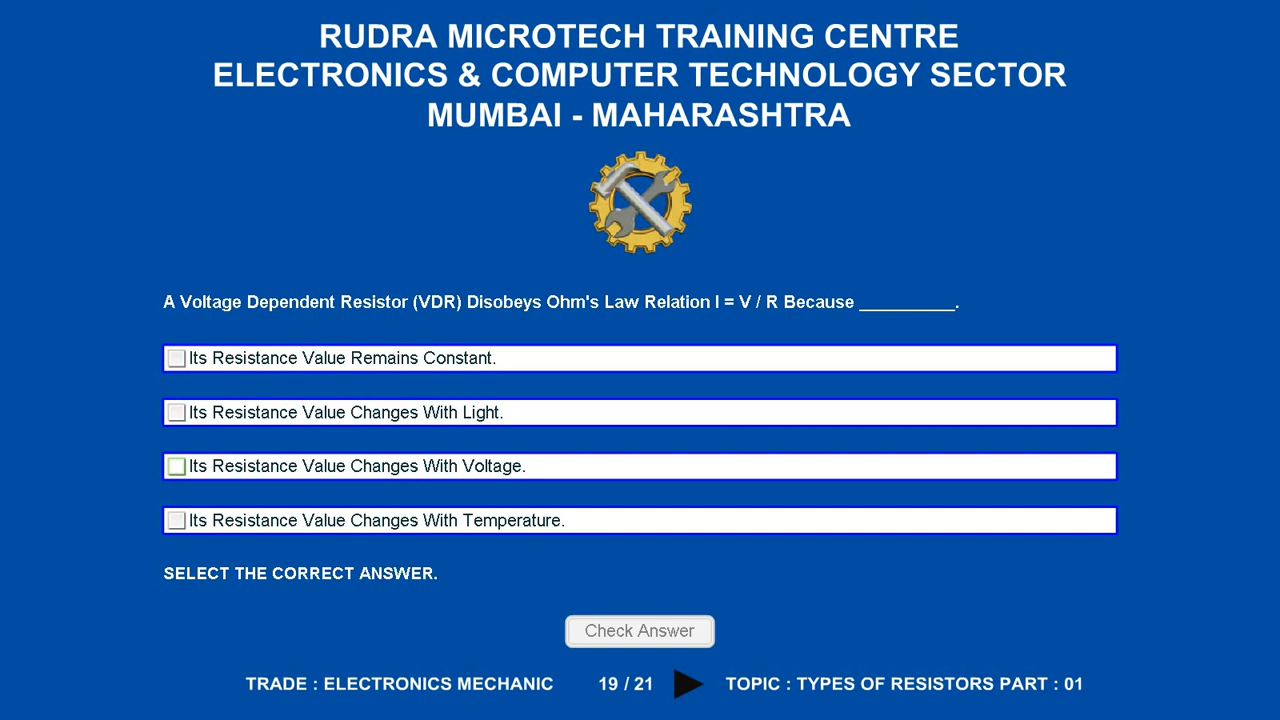 RUDRA MICROTECH TRAINING CENTRE
ELECTRONICS & COMPUTER TECHNOLOGY SECTOR
MUMBAI - MAHARASHTRA
A Voltage Dependent Resistor (VDR) Disobeys Ohm's Law Relation I = V / R Because __________.
Its Resistance Value Remains Constant.
Its Resistance Value Changes With Light.
Its Resistance Value Changes With Voltage.
Its Resistance Value Changes With Temperature.
SELECT THE CORRECT ANSWER.
Check Answer
TRADE : ELECTRONICS MECHANIC 19 / 21 TOPIC : TYPES OF RESISTORS PART : 01